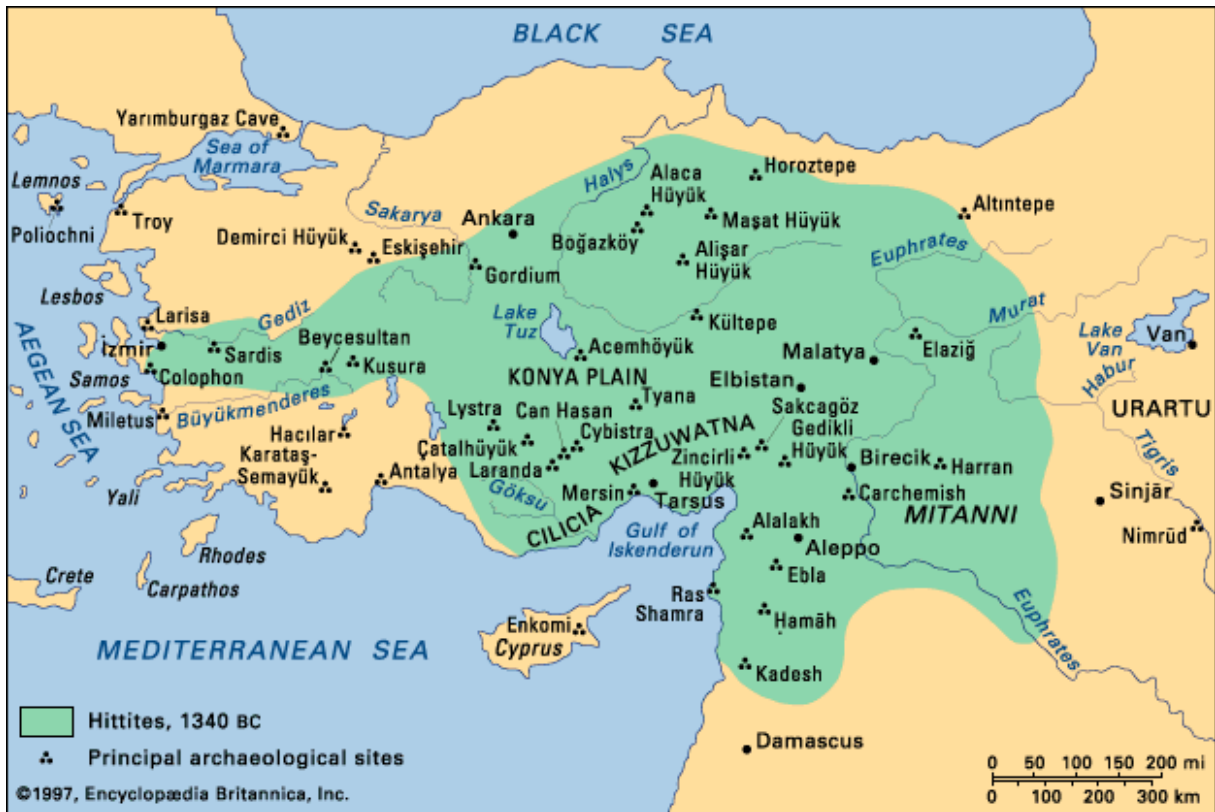 BLACK SEA
Yarımburgaz Cave
Sea of
Marmara
Lemnos
Poliochni
Troy
Sakarya
Ankara
Halys
Alaca
Hüyük
Horoztepe
Boğazköy
Maşat Hüyük
Altıntepe
Demirci Hüyük
Eskişehir
Gordium
Alişar
Hüyük
Euphrates
Lesbos
Larisa
Gediz
Lake
Tuz
Kültepe
Murat
Lake
Van
Van
AEGEAN SEA
İzmir
Sardis
Beycesultan
Kusura
Acemhöyük
Malatya
Elaziğ
Habur
Samos
Colophon
KONYA PLAIN
Elbistan
URARTU
Miletus
Büyükmenderes
Lystra
Can Hasan
Tyana
Sakcagöz
Hacılar
Çatalhüyük
Cybistra
KIZZUWATNA
Gedikli
Hüyük
Tigris
Karataş-
Semayük
Antalya
Laranda
Zincirli
Hüyük
Birecik
Harran
Yali
Göksu
Mersin
Tarsus
Carchemish
Sinjār
CILICIA
MITANNI
Nimrūd
Rhodes
Gulf of
Iskenderun
Alalakh
Aleppo
Crete
Carpathos
Ebla
Ras
Shamra
Euphrates
Enkomi
Cyprus
Ḥamāh
MEDITERRANEAN SEA
Kadesh
Hittites, 1340 BC
Principal archaeological sites
Damascus
0 50 100 150 200 mi
0 100 200 300 km
©1997, Encyclopædia Britannica, Inc.